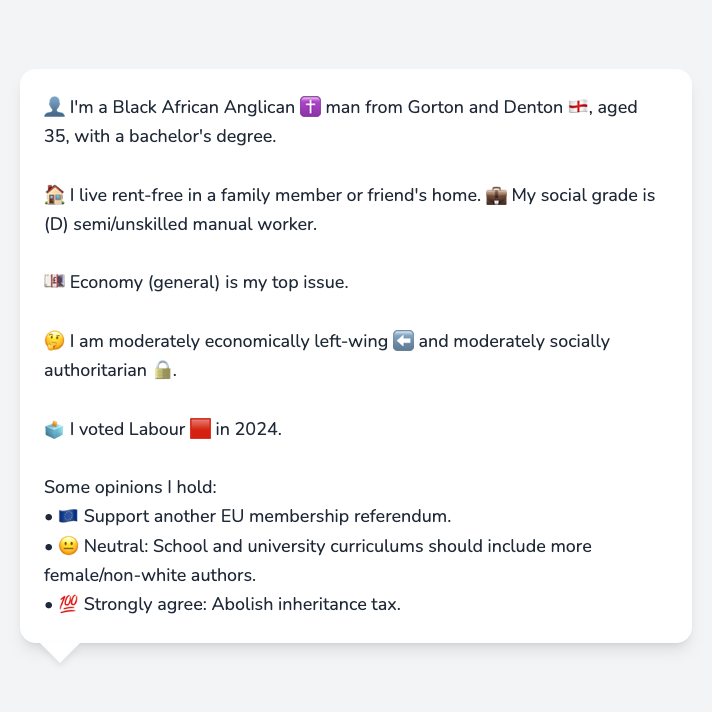 👤 I'm a Black African Anglican ✝️ man from Gorton and Denton 🏴󠁧󠁢󠁥󠁮󠁧󠁿, aged
35, with a bachelor's degree.
🏠 I live rent-free in a family member or friend's home. 💼 My social grade is
(D) semi/unskilled manual worker.
💷 Economy (general) is my top issue.
🤔 I am moderately economically left-wing ⬅️ and moderately socially
authoritarian 🔒.
🗳️ I voted Labour 🟥 in 2024.
Some opinions I hold:
• 🇪🇺 Support another EU membership referendum.
• 😐 Neutral: School and university curriculums should include more
female/non-white authors.
• 💯 Strongly agree: Abolish inheritance tax.